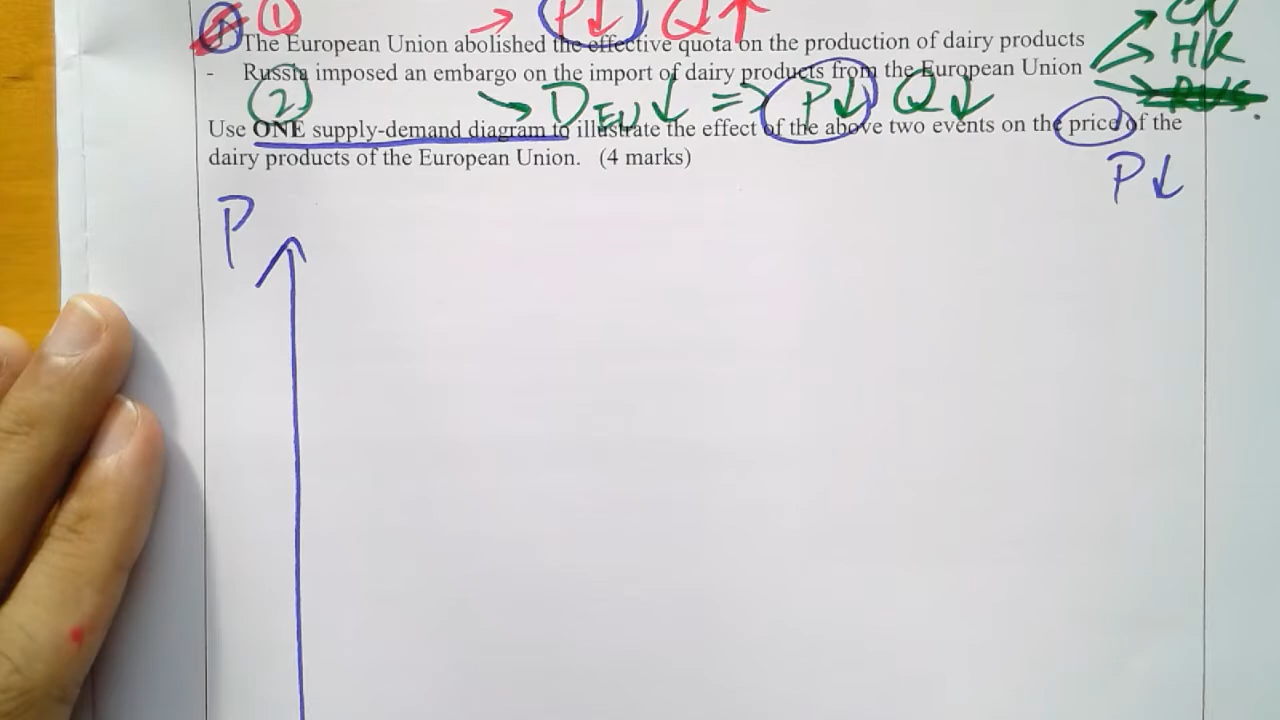 ① → P↓ Q↑
① The European Union abolished the effective quota on the production of dairy products
CN
HK
- Russia imposed an embargo on the import of dairy products from the European Union
② → D EU ↓ => P↓ Q↓
Use ONE supply-demand diagram to illustrate the effect of the above two events on the price of the
dairy products of the European Union. (4 marks)
P↓
P